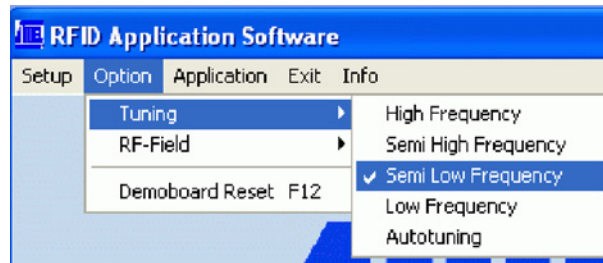 RFID Application Software
Setup Option Application Exit Info
Tuning
RF-Field
Demoboard Reset F12
High Frequency
Semi High Frequency
Semi Low Frequency
Low Frequency
Autotuning